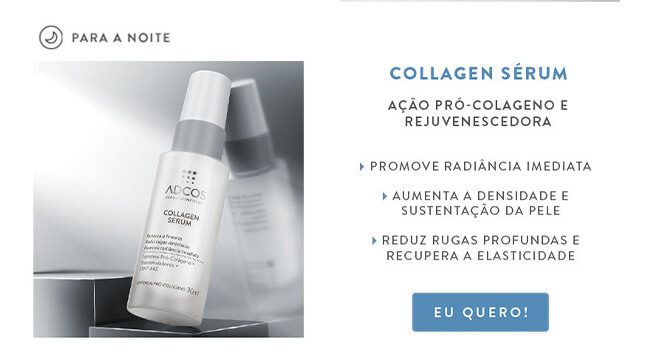 PARA A NOITE
COLLAGEN SÉRUM
AÇÃO PRÓ-COLAGENO E
REJUVENESCEDORA
PROMOVE RADIÂNCIA IMEDIATA
AUMENTA A DENSIDADE E
SUSTENTAÇÃO DA PELE
REDUZ RUGAS PROFUNDAS E
RECUPERA A ELASTICIDADE
EU QUERO!
ADCOS
COLLAGEN
SERUM
30ml